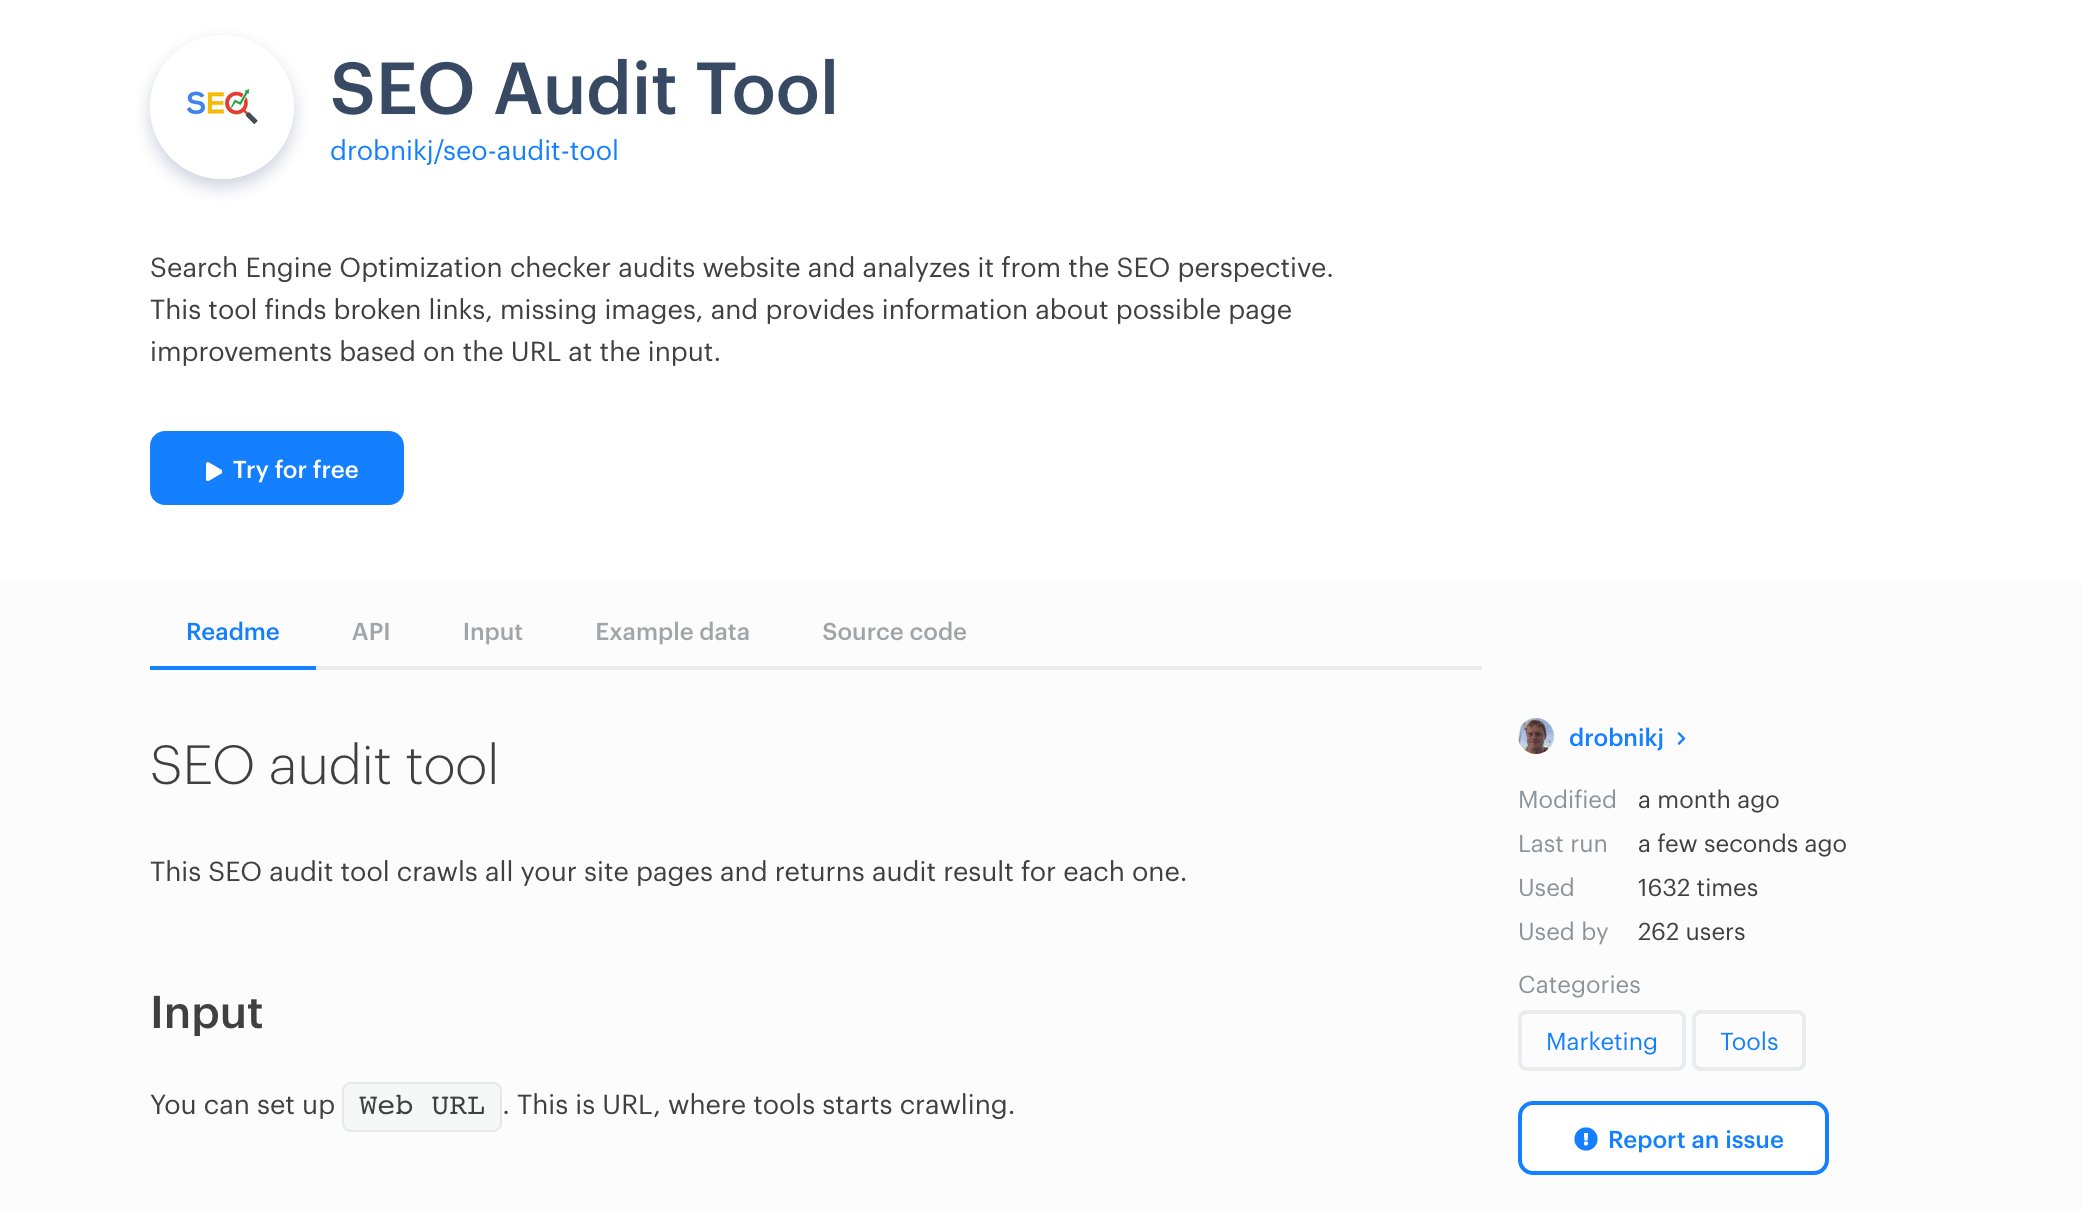 SEO
SEO Audit Tool
drobnikj/seo-audit-tool
Search Engine Optimization checker audits website and analyzes it from the SEO perspective.
This tool finds broken links, missing images, and provides information about possible page
improvements based on the URL at the input.
Try for free
Readme API Input Example data Source code
SEO audit tool
This SEO audit tool crawls all your site pages and returns audit result for each one.
Input
You can set up Web URL. This is URL, where tools starts crawling.
drobnikj
Modified a month ago
Last run a few seconds ago
Used 1632 times
Used by 262 users
Categories
Marketing Tools
Report an issue